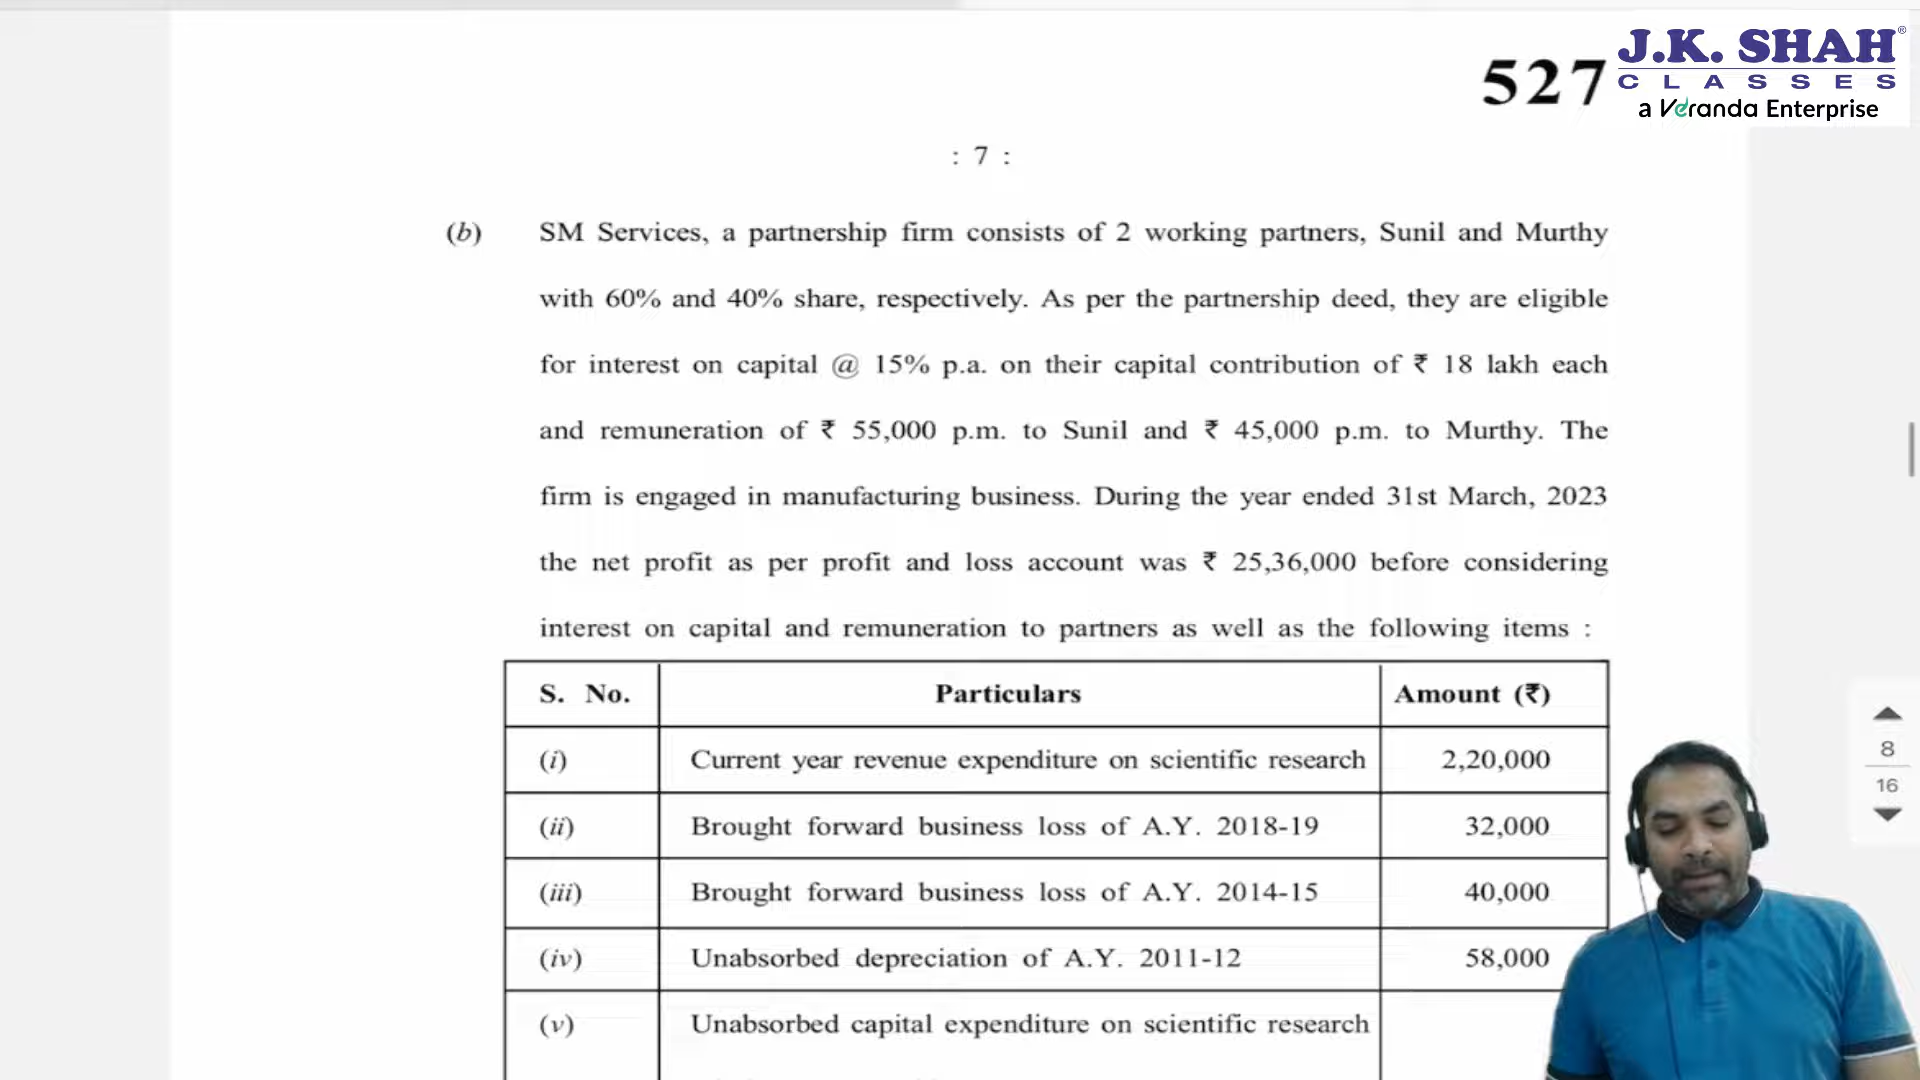 527
J.K. SHAH®
CLASSES
a Veranda Enterprise
: 7 :
(b) SM Services, a partnership firm consists of 2 working partners, Sunil and Murthy
with 60% and 40% share, respectively. As per the partnership deed, they are eligible
for interest on capital @ 15% p.a. on their capital contribution of ₹ 18 lakh each
and remuneration of ₹ 55,000 p.m. to Sunil and ₹ 45,000 p.m. to Murthy. The
firm is engaged in manufacturing business. During the year ended 31st March, 2023
the net profit as per profit and loss account was ₹ 25,36,000 before considering
interest on capital and remuneration to partners as well as the following items :
S. No. Particulars Amount (₹)
(i) Current year revenue expenditure on scientific research 2,20,000
(ii) Brought forward business loss of A.Y. 2018-19 32,000
(iii) Brought forward business loss of A.Y. 2014-15 40,000
(iv) Unabsorbed depreciation of A.Y. 2011-12 58,000
(v) Unabsorbed capital expenditure on scientific research
8
16